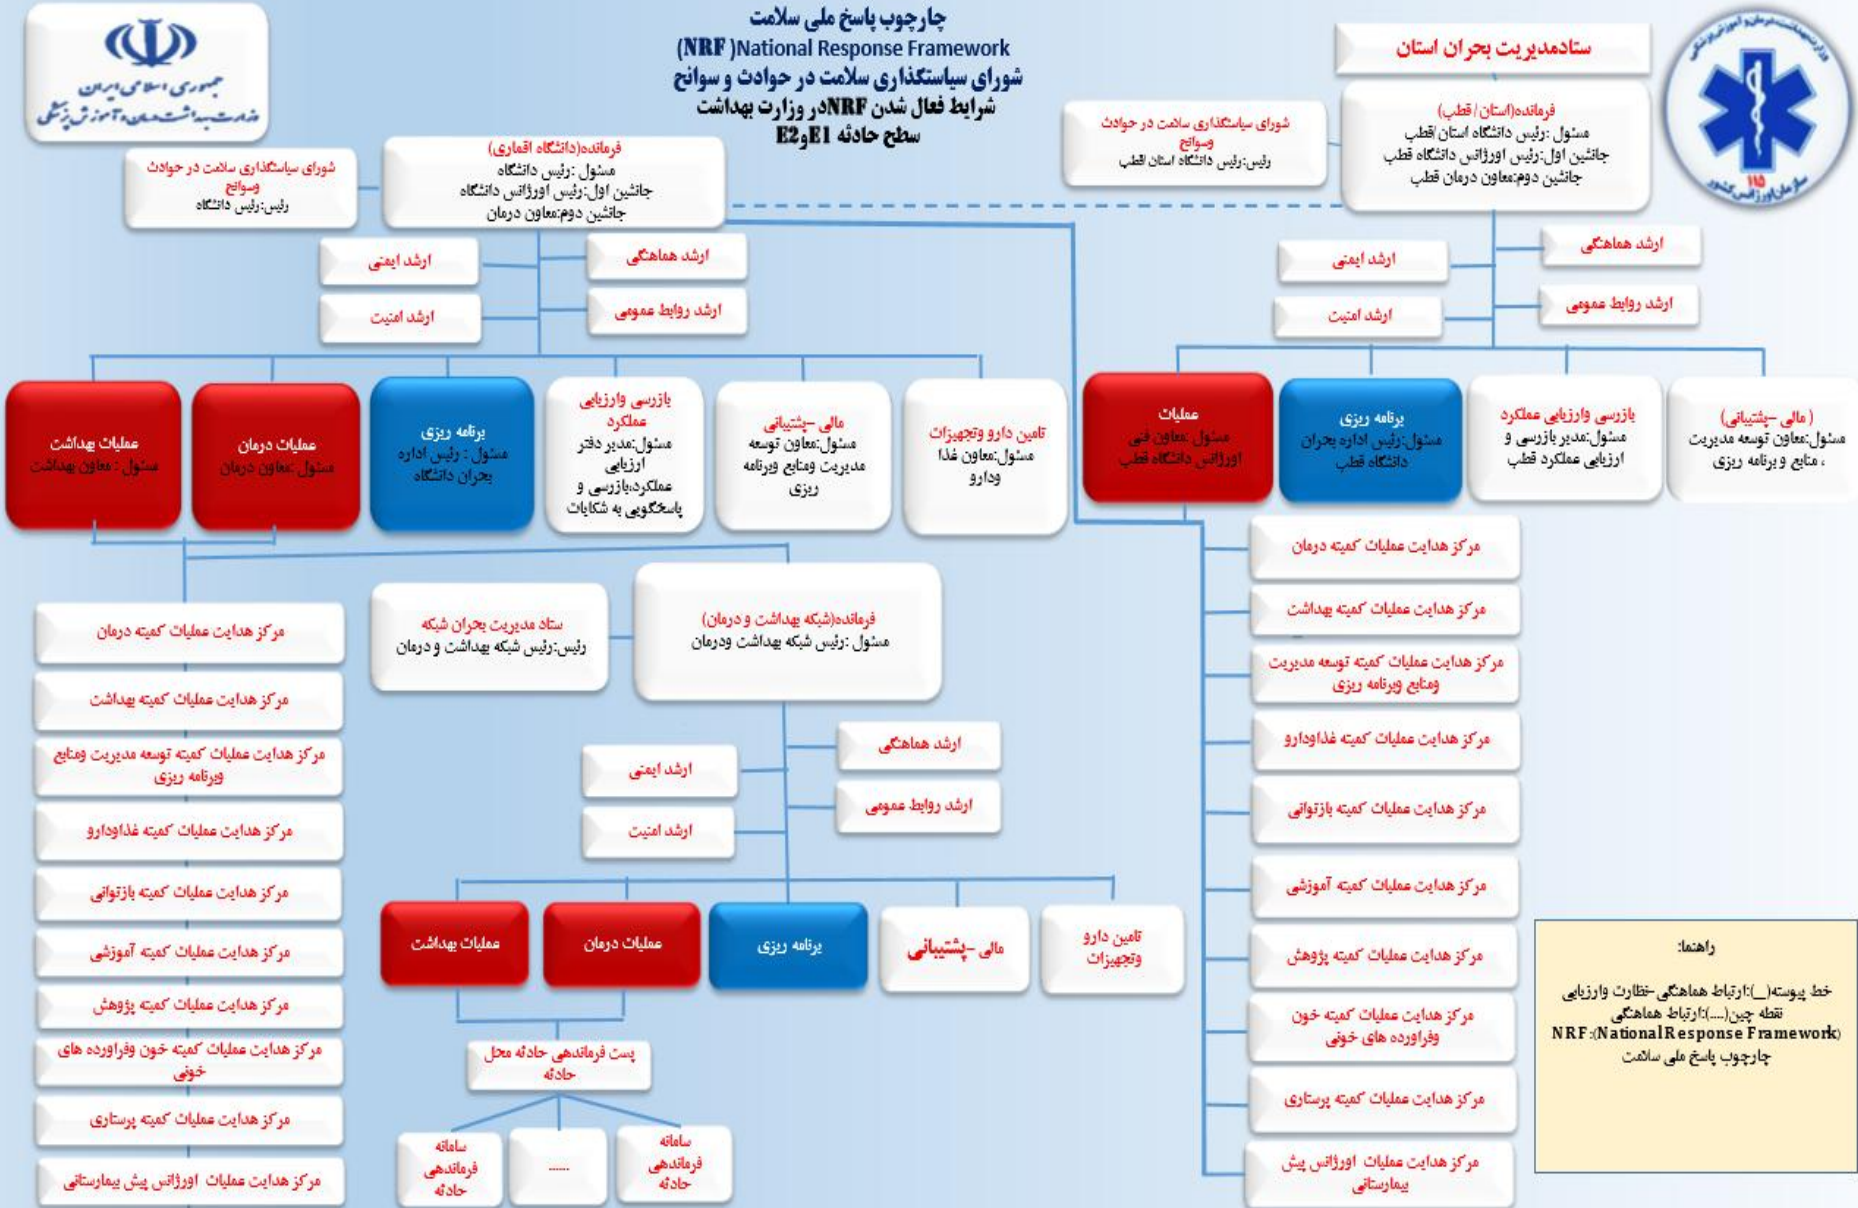 جمهوری اسلامی ایران
وزارت بهداشت، درمان و آموزش پزشکی
چارچوب پاسخ ملی سلامت
(NRF )National Response Framework
شورای سیاستگذاری سلامت در حوادث و سوانح
شرایط فعال شدن NRFدر وزارت بهداشت
سطح حادثه E1وE2
وزارت بهداشت،درمان و آموزش پزشکی
۱۱۵
سازمان اورژانس کشور
ستادمدیریت بحران استان
فرمانده(استان/ قطب)
مسئول :رئیس دانشگاه استان/قطب
جانشین اول:رئیس اورژانس دانشگاه قطب
جانشین دوم:معاون درمان قطب
شورای سیاستگذاری سلامت در حوادث
وسوانح
رئیس:رئیس دانشگاه استان /قطب
ارشد هماهنگی
ارشد ایمنی
ارشد روابط عمومی
ارشد امنیت
( مالی –پشتیبانی)
مسئول:معاون توسعه مدیریت
، منابع و برنامه ریزی
بازرسی وارزیابی عملکرد
مسئول:مدیر بازرسی و
ارزیابی عملکرد قطب
برنامه ریزی
مسئول:رئیس اداره بحران
دانشگاه قطب
عملیات
مسئول :معاون فنی
اورژانس دانشگاه قطب
مرکز هدایت عملیات کمیته درمان
مرکز هدایت عملیات کمیته بهداشت
مرکز هدایت عملیات کمیته توسعه مدیریت
ومنابع وبرنامه ریزی
مرکز هدایت عملیات کمیته غذاودارو
مرکز هدایت عملیات کمیته بازتوانی
مرکز هدایت عملیات کمیته آموزشی
مرکز هدایت عملیات کمیته پژوهش
مرکز هدایت عملیات کمیته خون
وفراورده های خونی
مرکز هدایت عملیات کمیته پرستاری
مرکز هدایت عملیات  اورژانس پیش
بیمارستانی
فرمانده(دانشگاه اقماری)
مسئول :رئیس دانشگاه
جانشین اول:رئیس اورژانس دانشگاه
جانشین دوم:معاون درمان
شورای سیاستگذاری سلامت در حوادث
وسوانح
رئیس:رئیس دانشگاه
ارشد هماهنگی
ارشد ایمنی
ارشد روابط عمومی
ارشد امنیت
تامین دارو وتجهیزات
مسئول:معاون غذا
ودارو
مالی –پشتیبانی
مسئول:معاون توسعه
مدیریت ومنابع وبرنامه
ریزی
بازرسی وارزیابی
عملکرد
مسئول:مدیر دفتر
ارزیابی
عملکرد،بازرسی و
پاسخگویی به شکایات
برنامه ریزی
مسئول : رئیس اداره
بحران دانشگاه
عملیات درمان
مسئول :معاون درمان
عملیات بهداشت
مسئول : معاون بهداشت
فرمانده(شبکه بهداشت و درمان)
مسئول :رئیس شبکه بهداشت ودرمان
ستاد مدیریت بحران شبکه
رئیس:رئیس شبکه بهداشت و درمان
ارشد هماهنگی
ارشد ایمنی
ارشد روابط عمومی
ارشد امنیت
تامین دارو
وتجهیزات
مالی –پشتیبانی
برنامه ریزی
عملیات درمان
عملیات بهداشت
پست فرماندهی حادثه محل
حادثه
سامانه
فرماندهی
حادثه
......
سامانه
فرماندهی
حادثه
مرکز هدایت عملیات کمیته درمان
مرکز هدایت عملیات کمیته بهداشت
مرکز هدایت عملیات کمیته توسعه مدیریت ومنابع
وبرنامه ریزی
مرکز هدایت عملیات کمیته غذاودارو
مرکز هدایت عملیات کمیته بازتوانی
مرکز هدایت عملیات کمیته آموزشی
مرکز هدایت عملیات کمیته پژوهش
مرکز هدایت عملیات کمیته خون وفراورده های
خونی
مرکز هدایت عملیات کمیته پرستاری
مرکز هدایت عملیات  اورژانس پیش بیمارستانی
راهنما:
خط پیوسته(_):ارتباط هماهنگی-نظارت وارزیابی
نقطه چین(....):ارتباط هماهنگی
NRF:(National Response Framework)
چارچوب پاسخ ملی سلامت